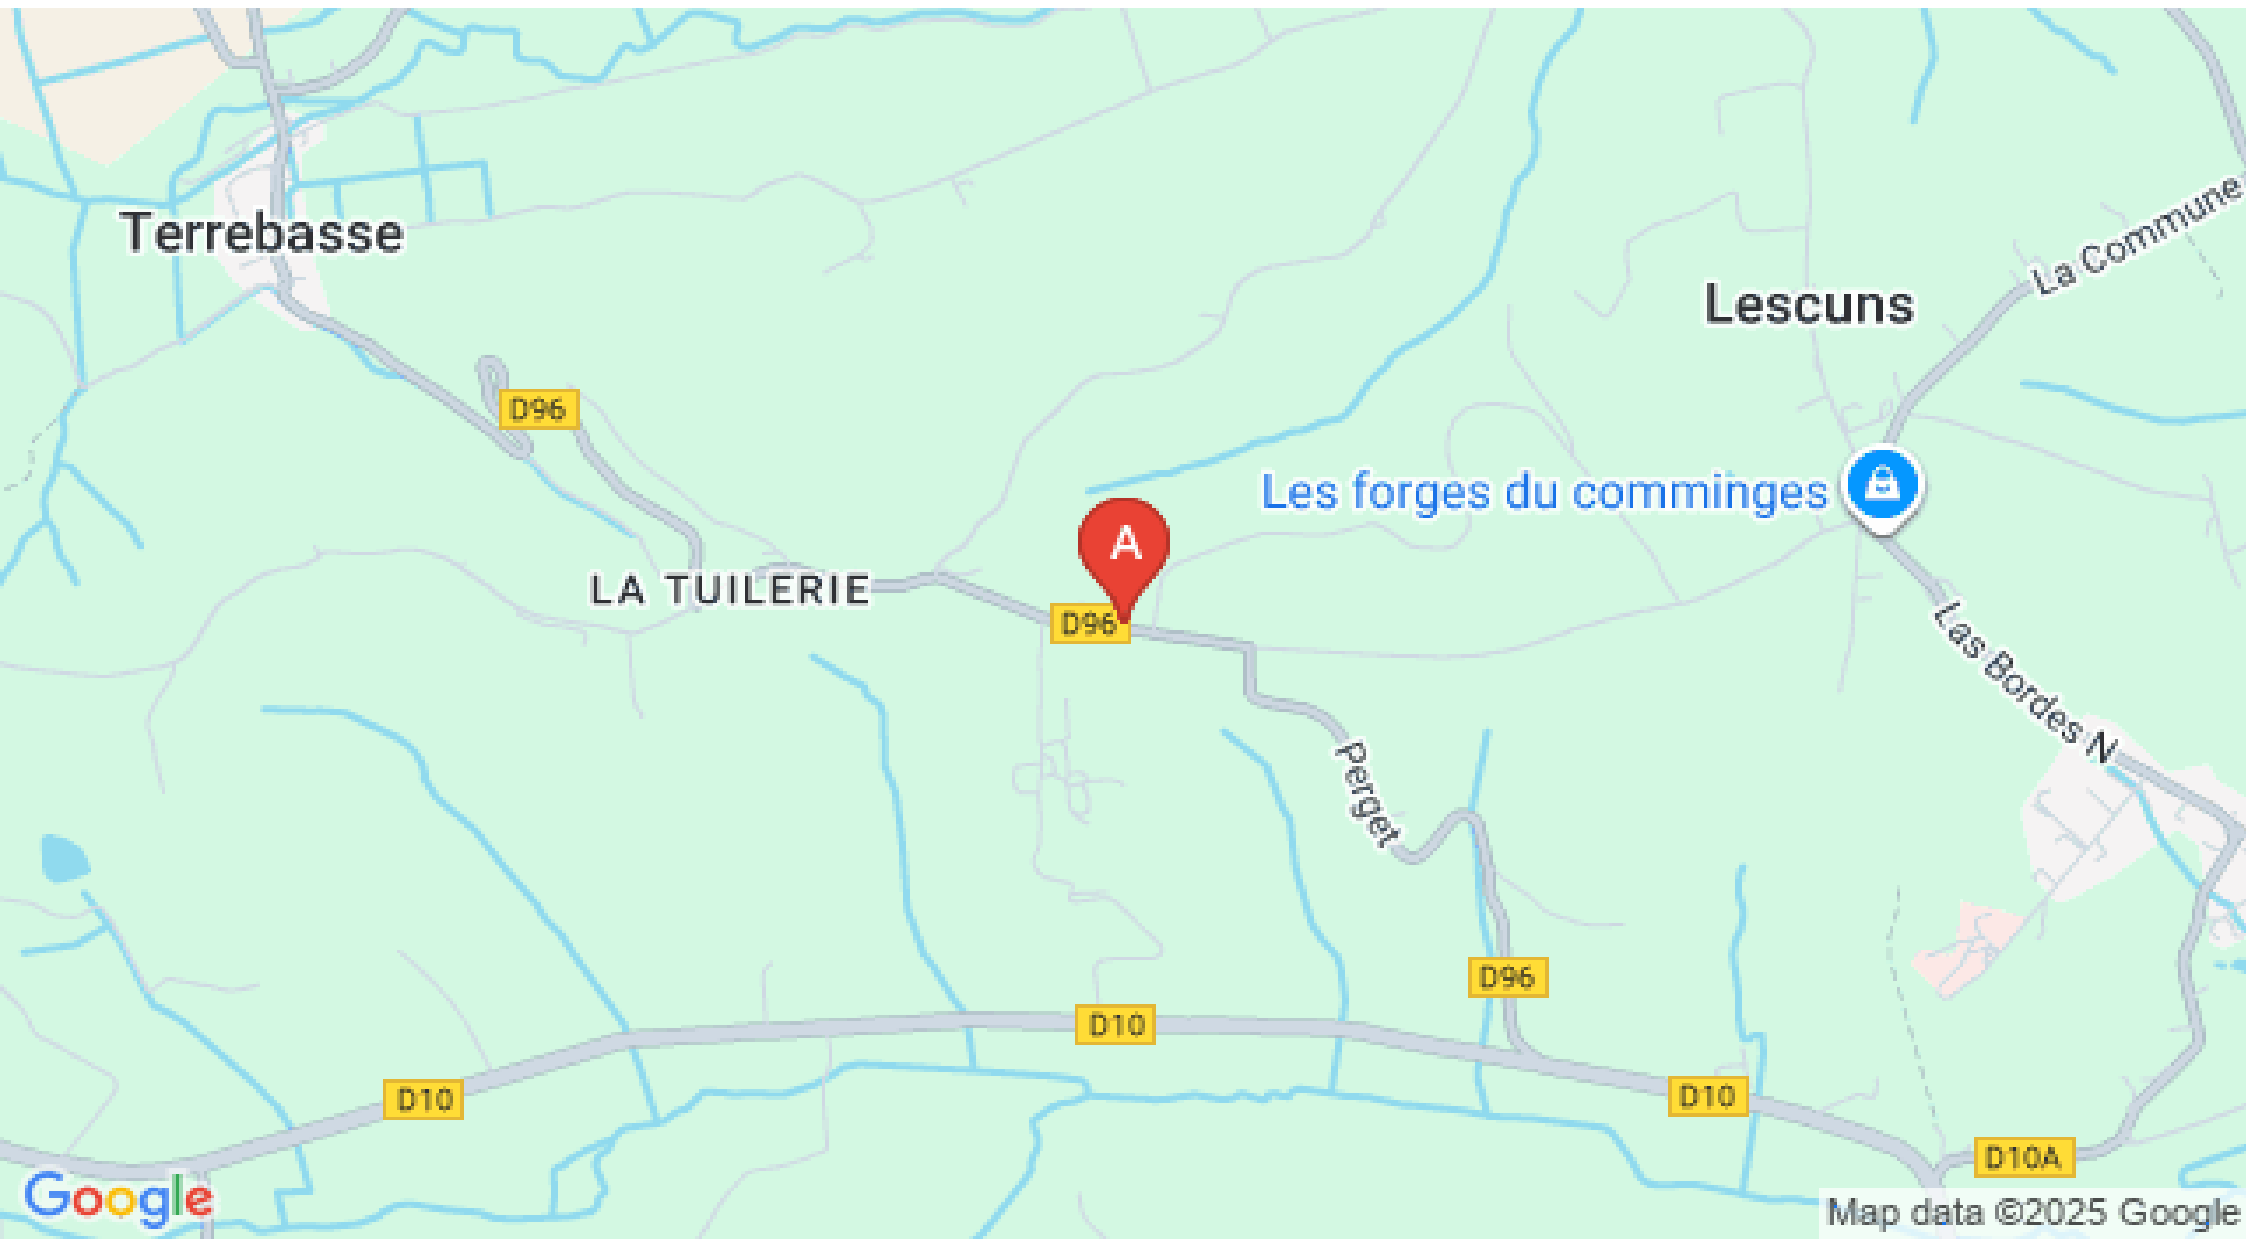 Terrebasse
La Commune
Lescuns
D96
Les forges du comminges
A
LA TUILERIE
D96
Las Bordes N
Perget
D96
D10
D10
D10
D10A
Google
Map data ©2025 Google